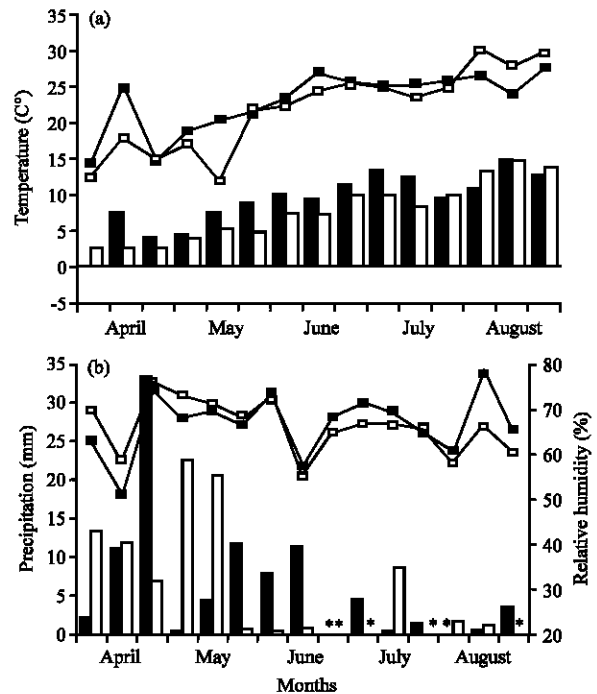 (a)
35
30
25
20
15
10
5
0
-5
Temperature (C°)
April May June July August
(b)
35
30
25
20
15
10
5
0
Precipitation (mm)
80
70
60
50
40
30
20
Relative humidity (%)
** * * * *
April May June July August
Months